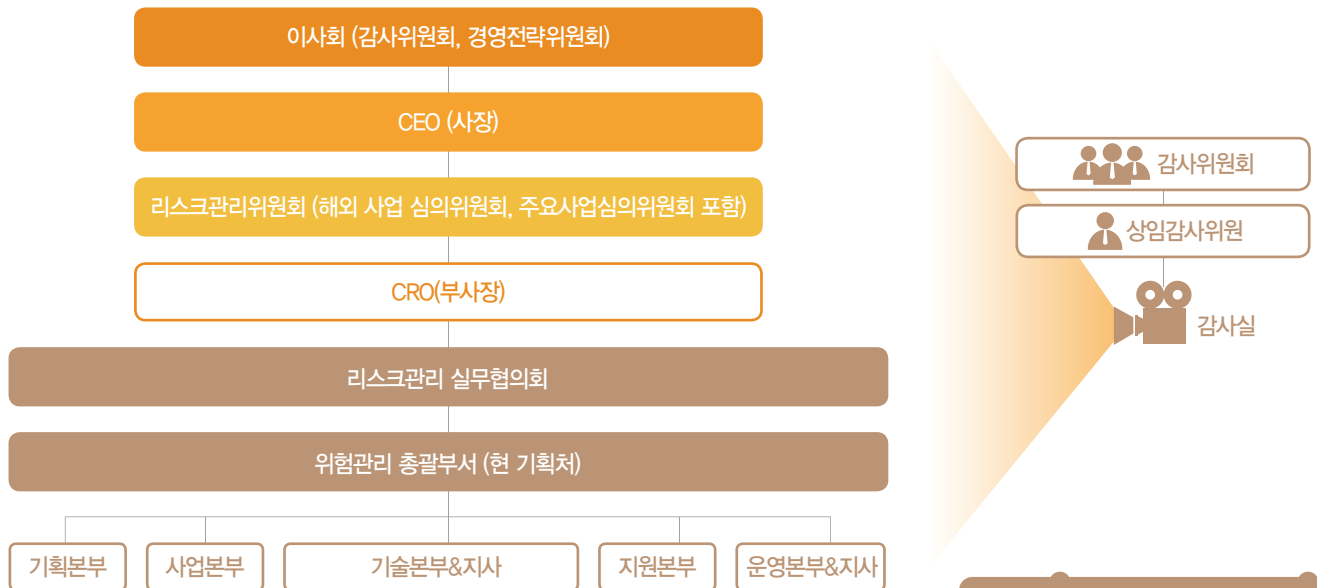 이사회 (감사위원회, 경영전략위원회)
CEO (사장)
리스크관리위원회 (해외 사업 심의위원회, 주요사업심의위원회 포함)
CRO(부사장)
리스크관리 실무협의회
위험관리 총괄부서 (현 기획처)
기획본부
사업본부
기술본부&지사
지원본부
운영본부&지사
감사위원회
상임감사위원
감사실